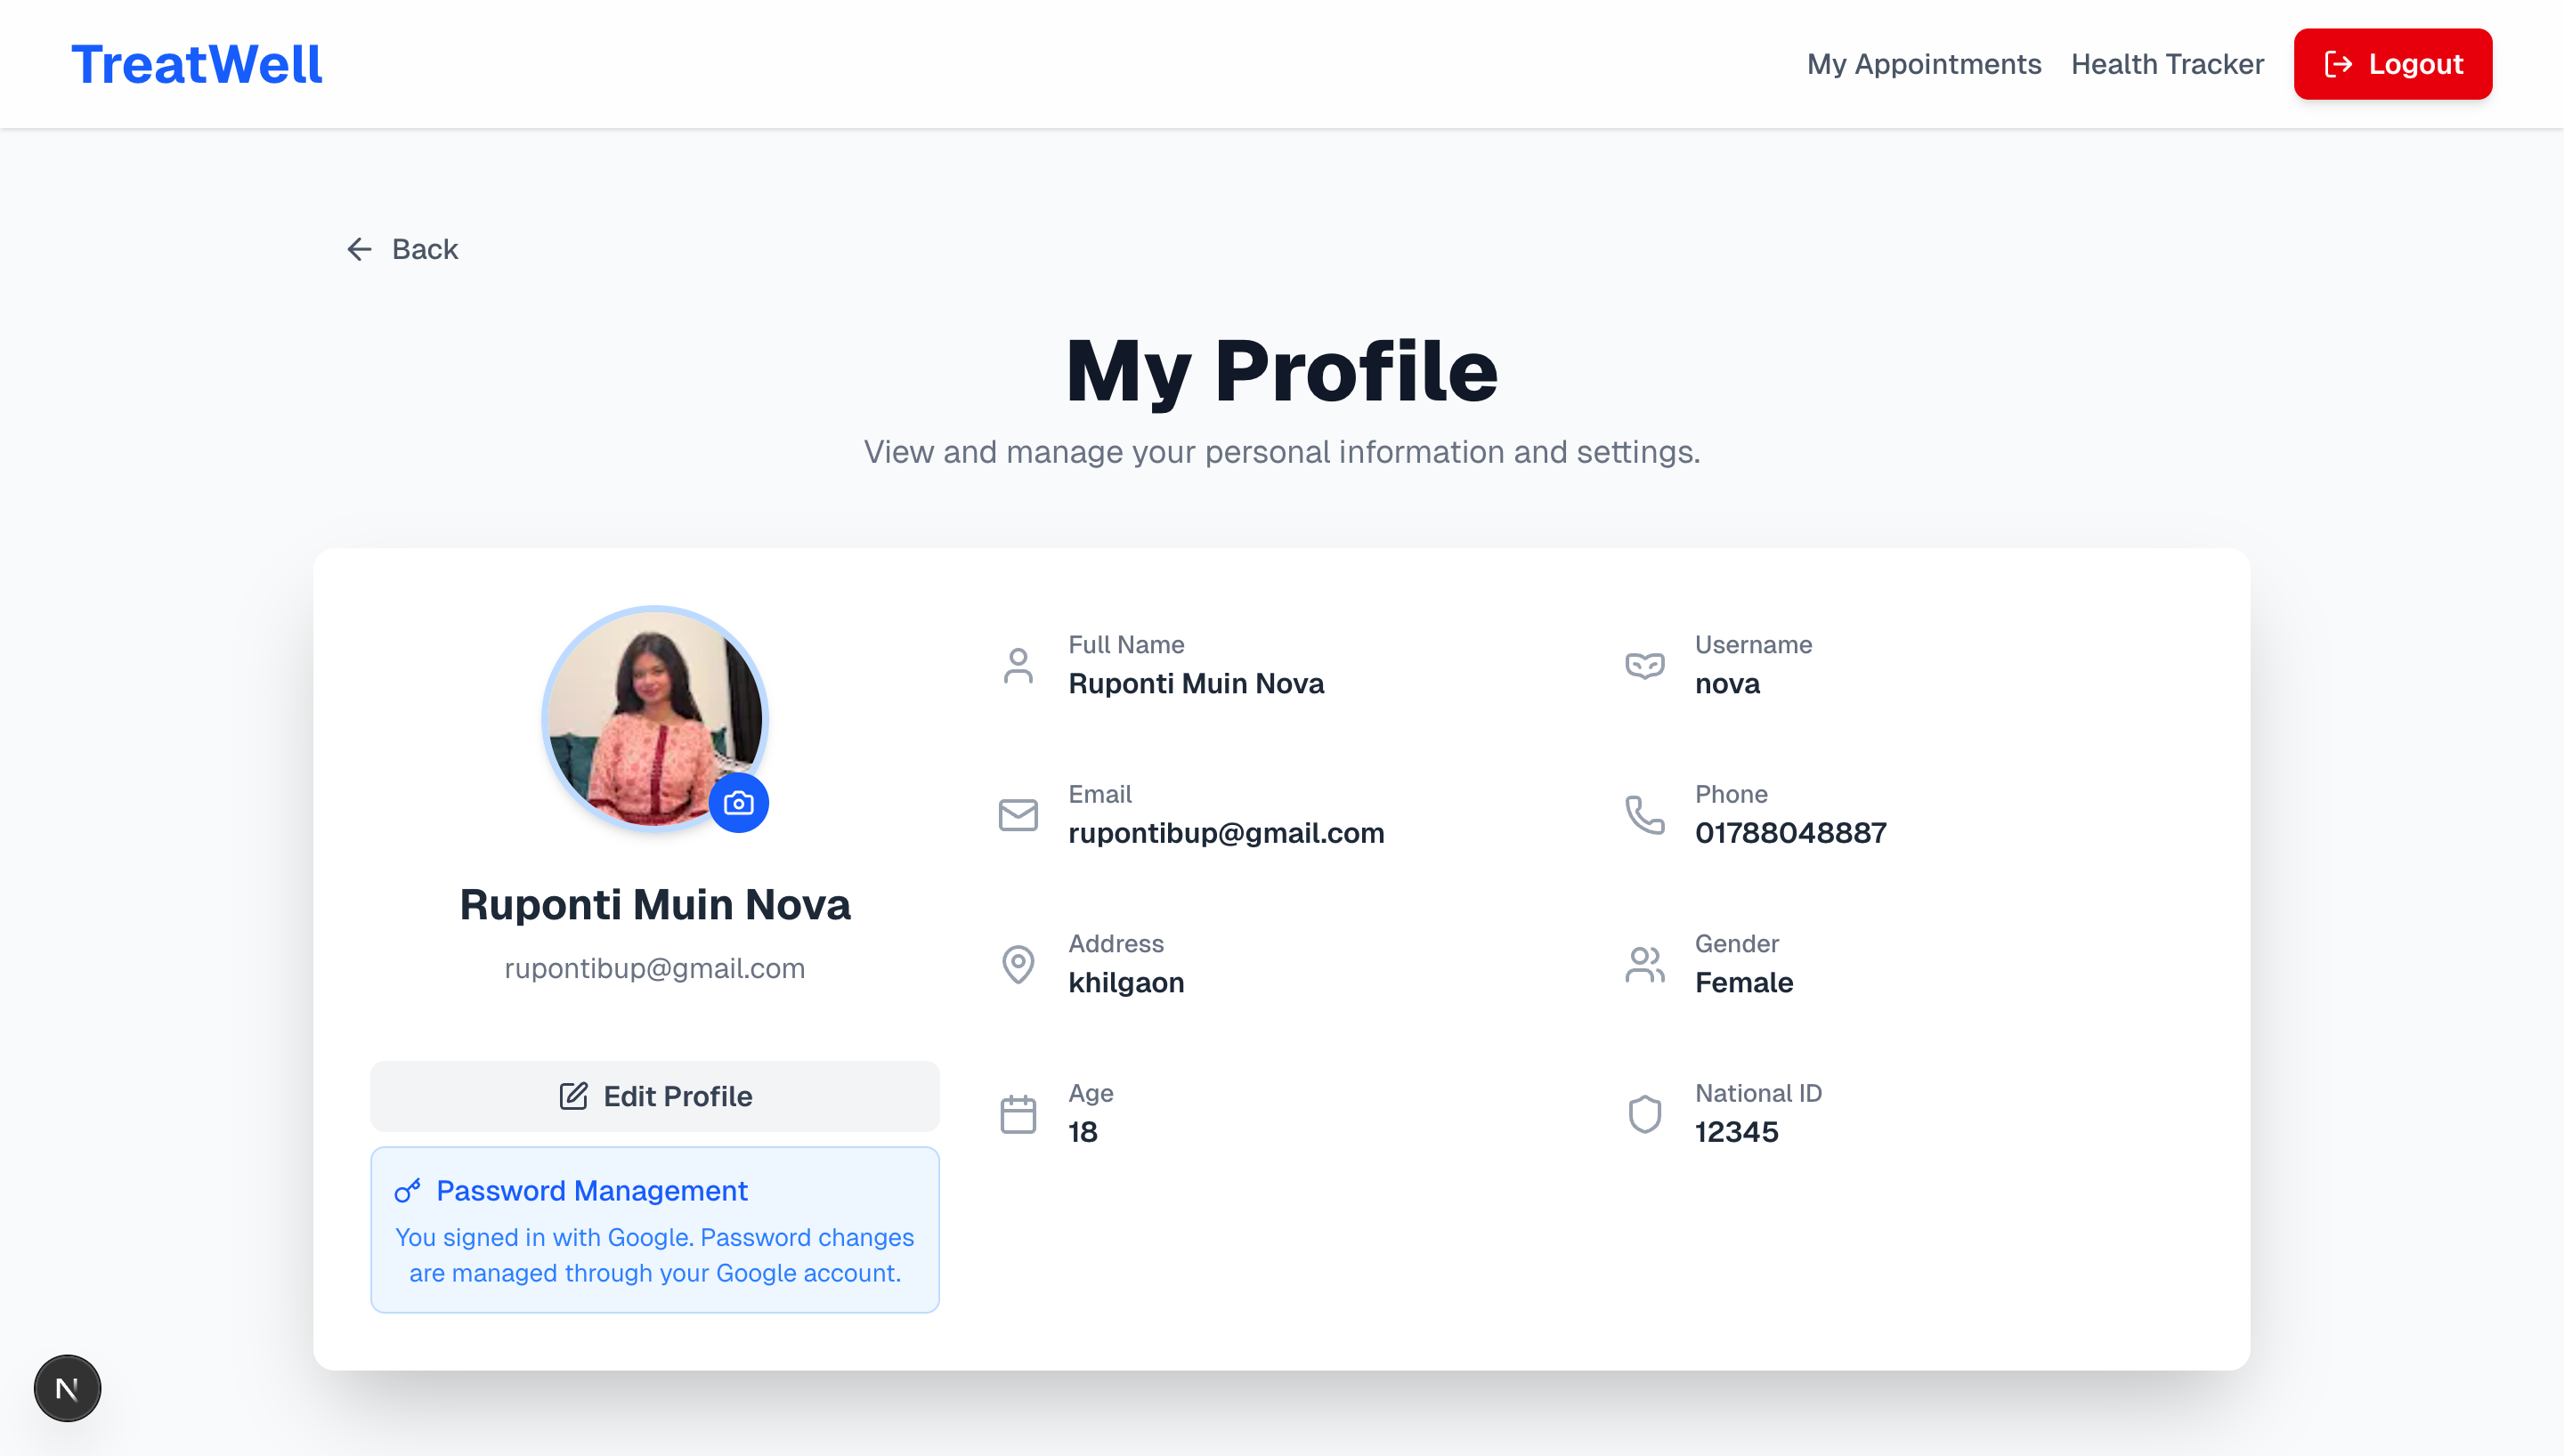 TreatWell
My Appointments
Health Tracker
Logout
Back
My Profile
View and manage your personal information and settings.
Ruponti Muin Nova
rupontibup@gmail.com
Edit Profile
Password Management
You signed in with Google. Password changes
are managed through your Google account.
Full Name
Ruponti Muin Nova
Username
nova
Email
rupontibup@gmail.com
Phone
01788048887
Address
khilgaon
Gender
Female
Age
18
National ID
12345
N